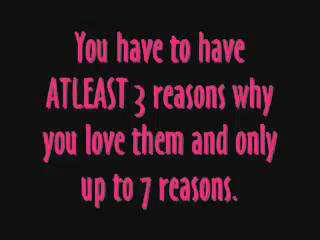 You have to have
ATLEAST 3 reasons why
you love them and only
up to 7 reasons.